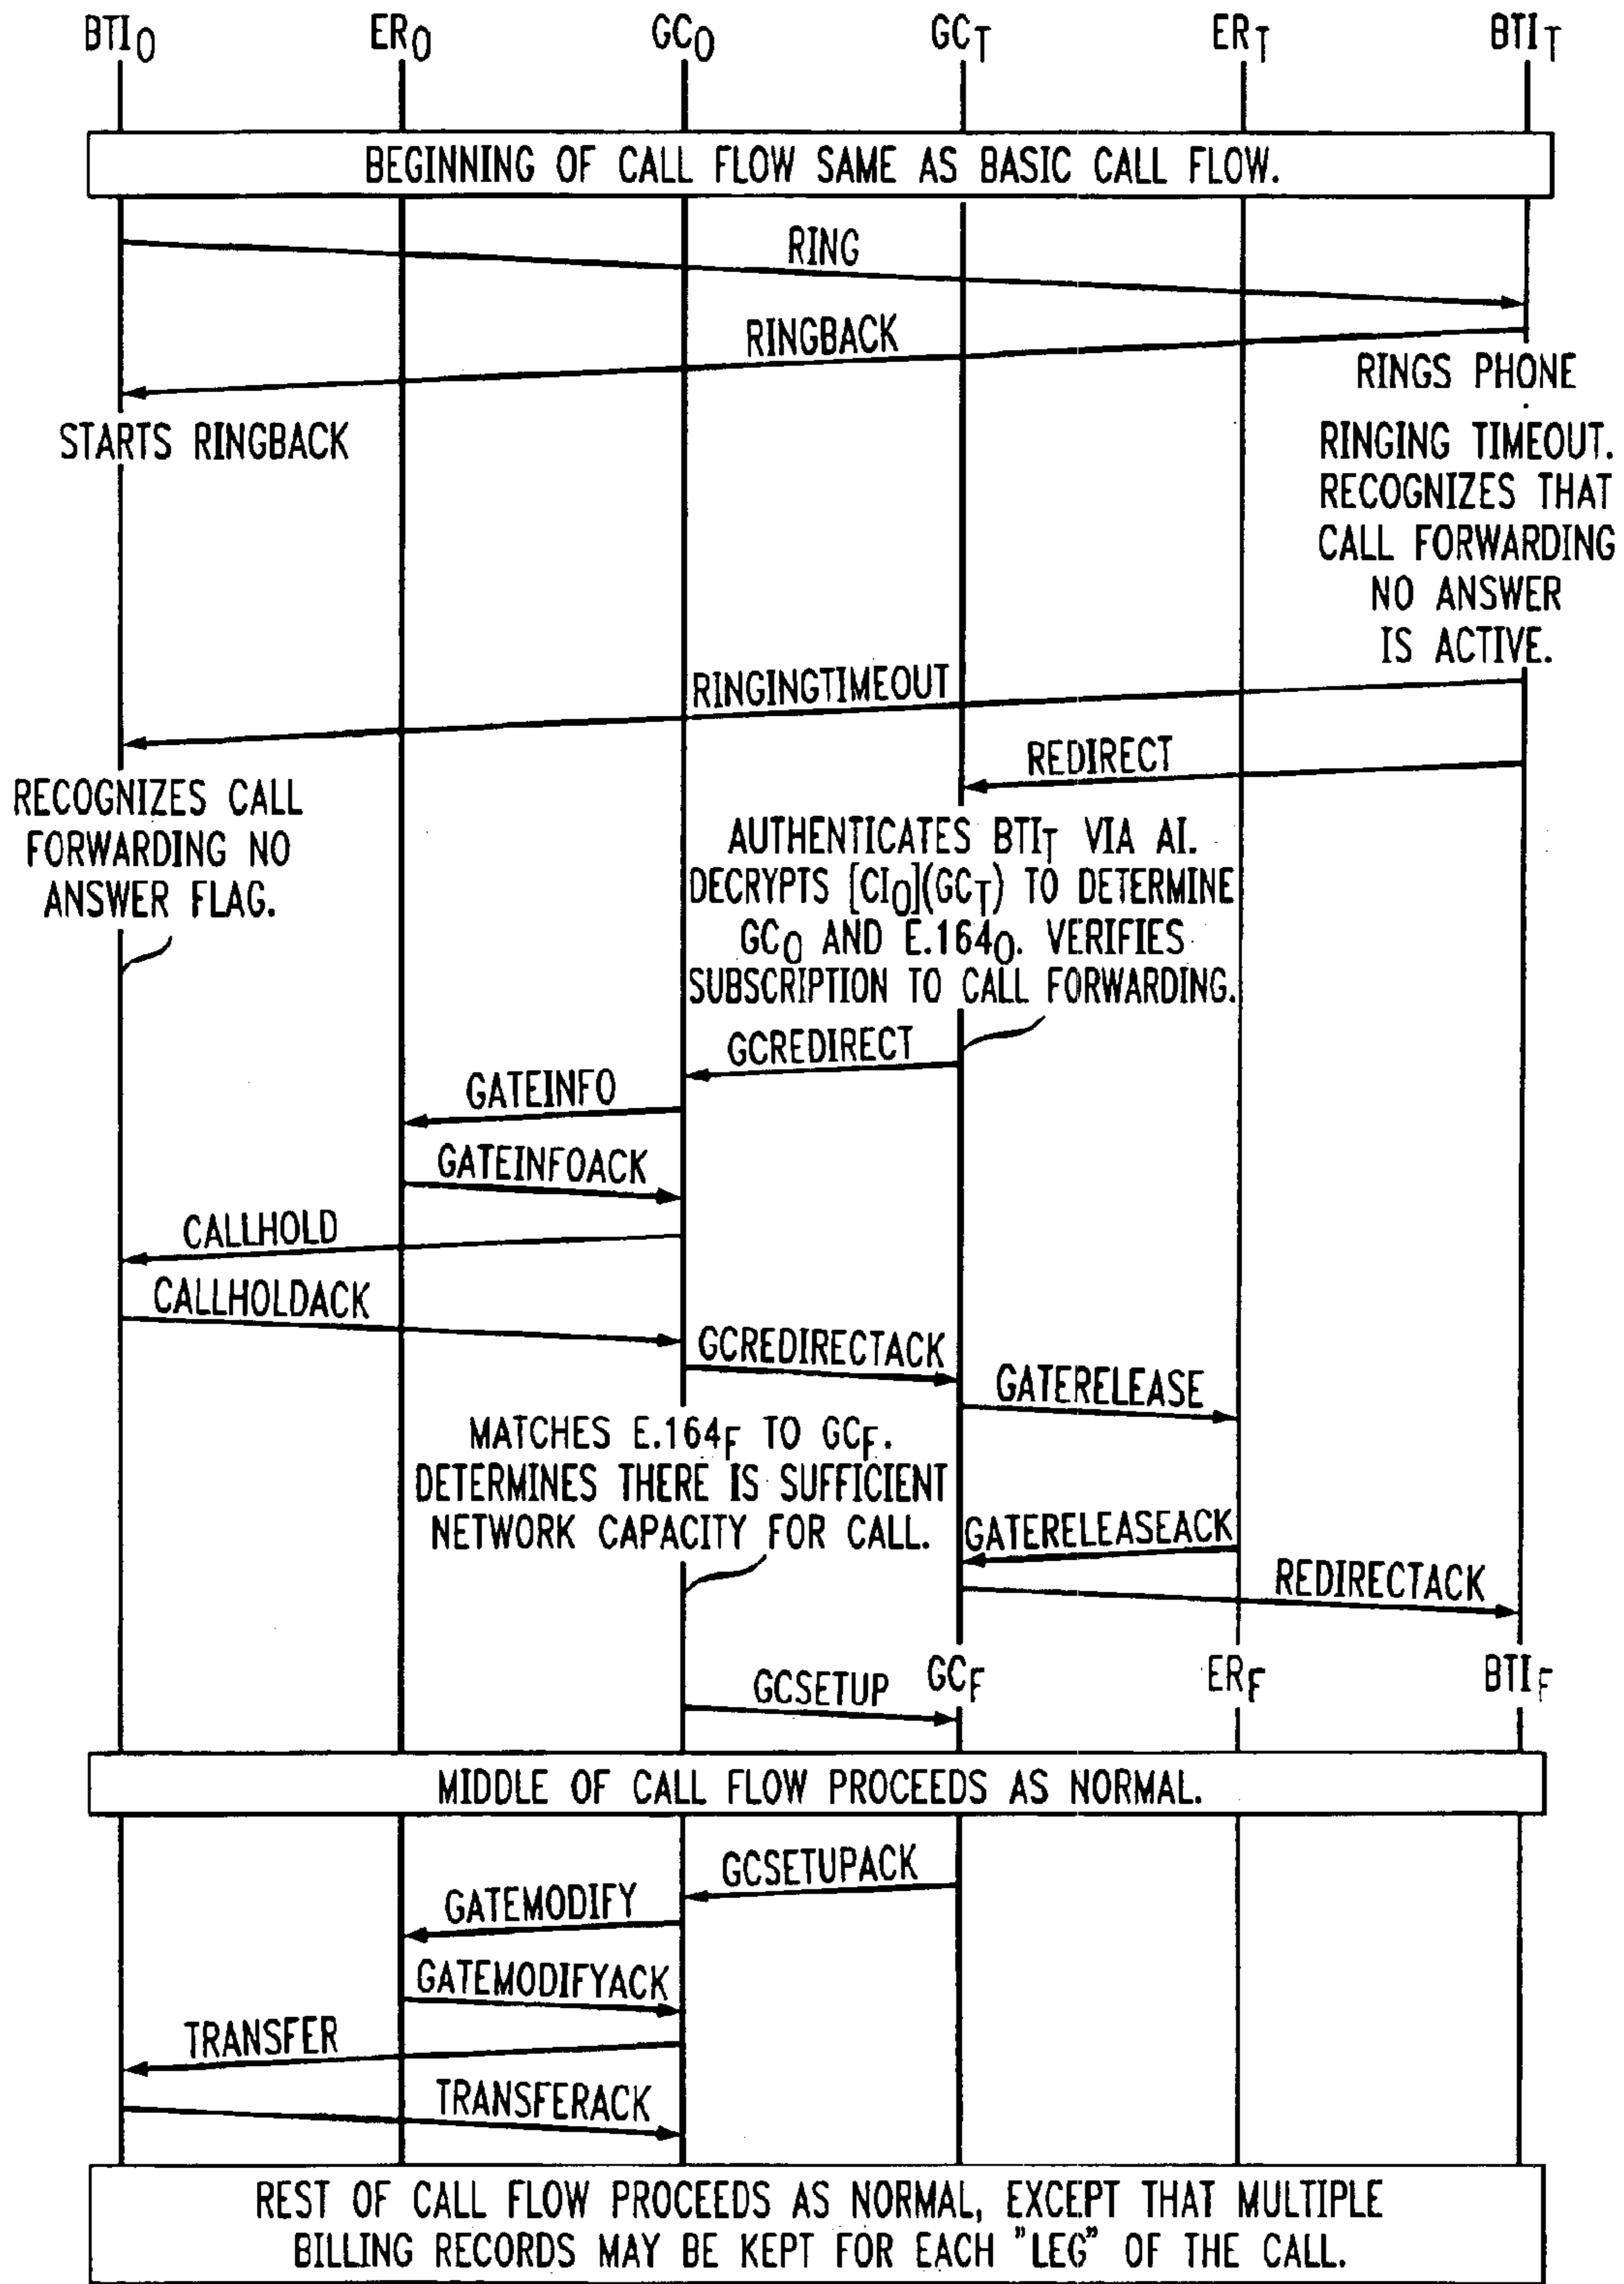 BTIO ERO GCO GCT ERT BTIT
BEGINNING OF CALL FLOW SAME AS BASIC CALL FLOW.
RING
RINGBACK
RINGS PHONE
STARTS RINGBACK
RINGING TIMEOUT.
RECOGNIZES THAT
CALL FORWARDING
NO ANSWER
IS ACTIVE.
RINGINGTIMEOUT
REDIRECT
RECOGNIZES CALL
FORWARDING NO
ANSWER FLAG.
AUTHENTICATES BTIT VIA AI.
DECRYPTS [CIO](GCT) TO DETERMINE
GCO AND E.164O. VERIFIES
SUBSCRIPTION TO CALL FORWARDING.
GCREDIRECT
GATEINFO
GATEINFOACK
CALLHOLD
CALLHOLDACK
GCREDIRECTACK
GATERELEASE
MATCHES E.164F TO GCF.
DETERMINES THERE IS SUFFICIENT
NETWORK CAPACITY FOR CALL.
GATERELEASEACK
REDIRECTACK
GCF ERF BTIF
GCSETUP
MIDDLE OF CALL FLOW PROCEEDS AS NORMAL.
GCSETUPACK
GATEMODIFY
GATEMODIFYACK
TRANSFER
TRANSFERACK
REST OF CALL FLOW PROCEEDS AS NORMAL, EXCEPT THAT MULTIPLE
BILLING RECORDS MAY BE KEPT FOR EACH "LEG" OF THE CALL.